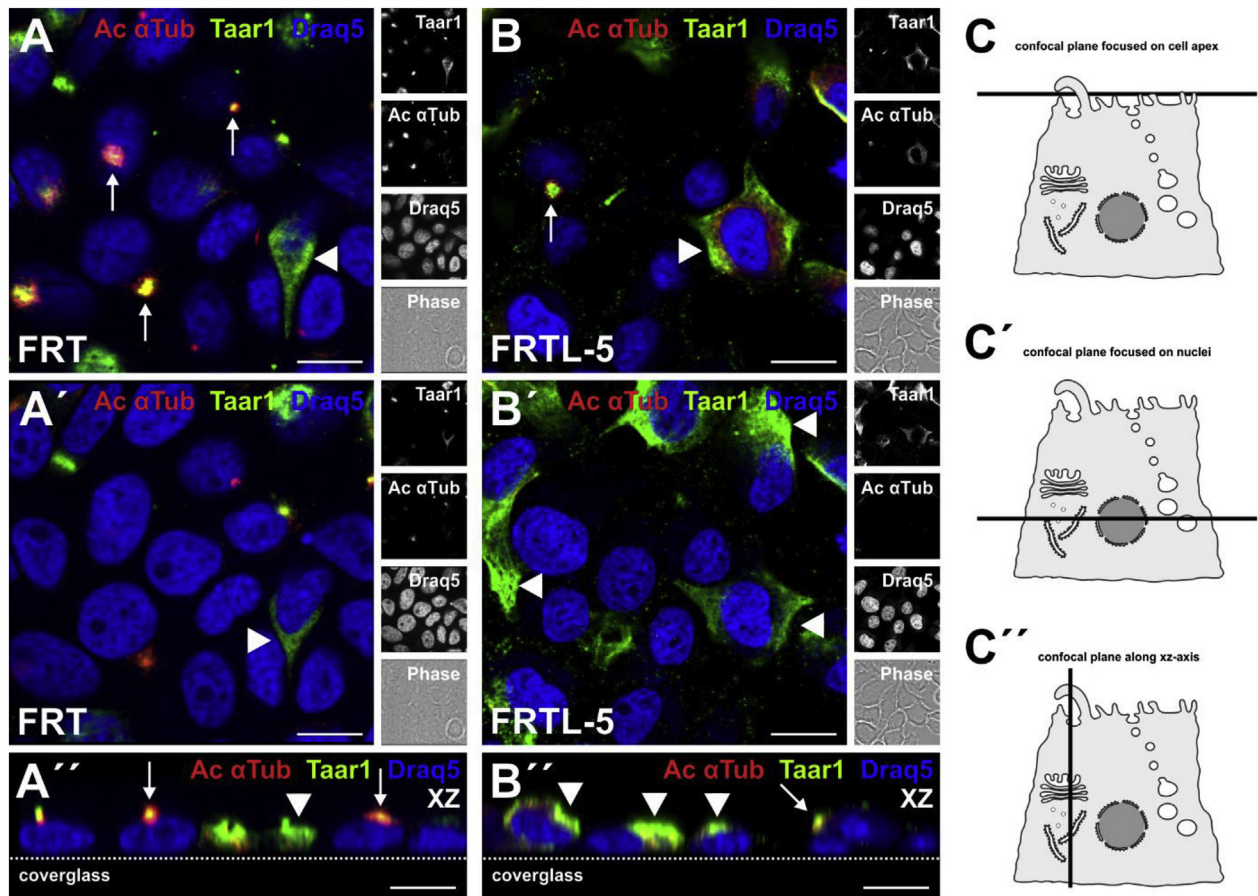 A Ac αTub Taar1 Draq5
Taar1
Ac αTub
Draq5
Phase
FRT
B Ac αTub Taar1 Draq5
Taar1
Ac αTub
Draq5
Phase
FRTL-5
C
confocal plane focused on cell apex
A´ Ac αTub Taar1 Draq5
Taar1
Ac αTub
Draq5
Phase
FRT
B´ Ac αTub Taar1 Draq5
Taar1
Ac αTub
Draq5
Phase
FRTL-5
C´
confocal plane focused on nuclei
A´´ Ac αTub Taar1 Draq5
XZ
coverglass
B´´ Ac αTub Taar1 Draq5
XZ
coverglass
C´´
confocal plane along xz-axis